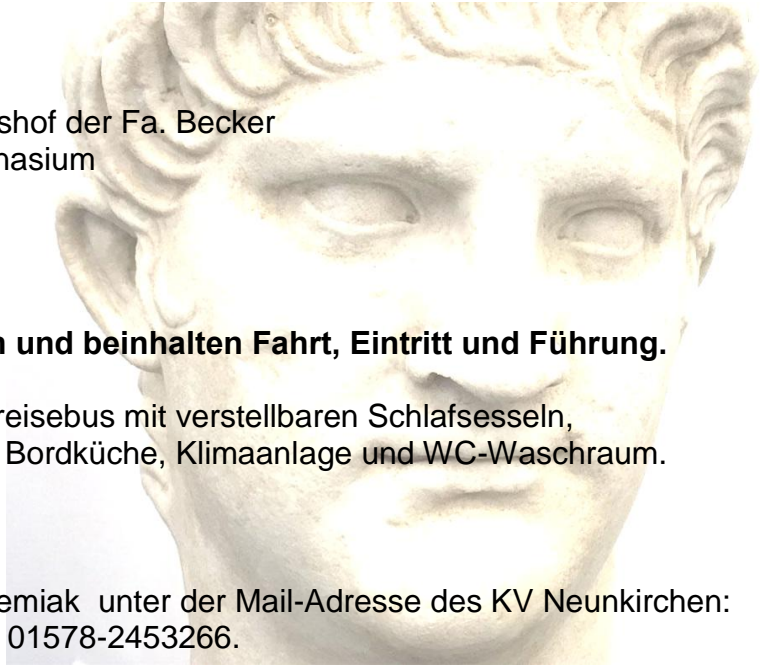 shof der Fa. Becker
nasium
und beinhalten Fahrt, Eintritt und Führung.
reisebus mit verstellbaren Schlafsesseln,
Bordküche, Klimaanlage und WC-Waschraum.
emiak unter der Mail-Adresse des KV Neunkirchen:
01578-2453266.